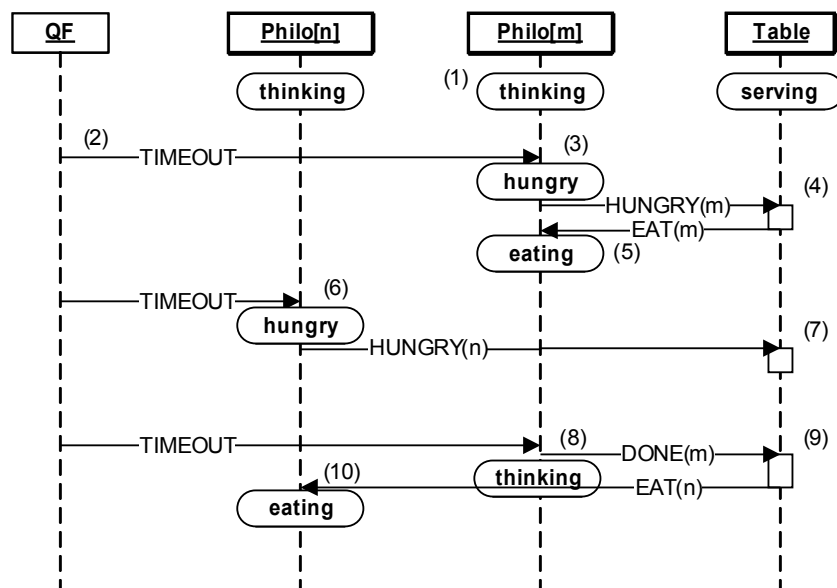 QF Philo[n] Philo[m] Table
thinking (1) thinking serving
(2) TIMEOUT (3)
hungry (4)
HUNGRY(m)
EAT(m)
eating (5)
TIMEOUT (6)
hungry (7)
HUNGRY(n)
TIMEOUT (8) DONE(m) (9)
thinking
(10) EAT(n)
eating